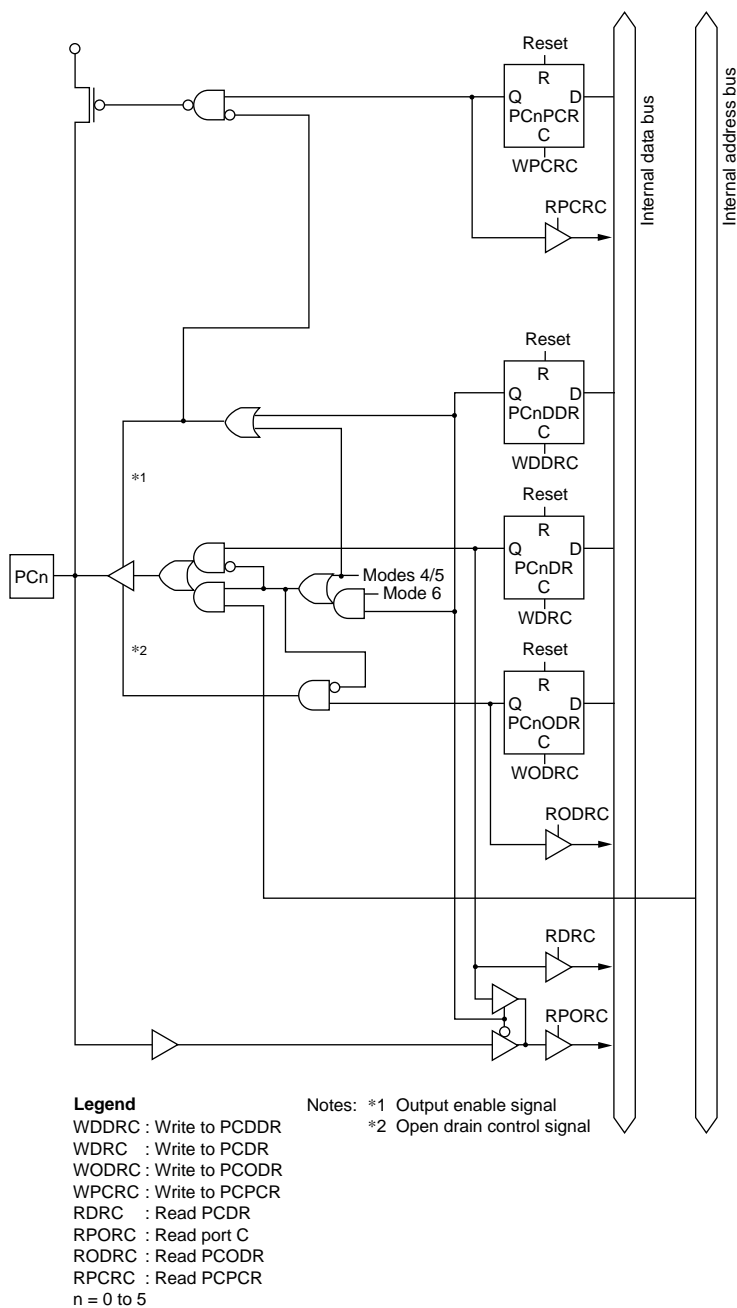 Reset
R
Q D
PCnPCR
C
WPCRC
RPCRC
Internal data bus
Internal address bus
Reset
R
Q D
PCnDDR
C
WDDRC
*1
Reset
R
Q D
PCnDR
C
WDRC
PCn
Modes 4/5
Mode 6
*2
Reset
R
Q D
PCnODR
C
WODRC
RODRC
RDRC
RPORC
Legend
WDDRC : Write to PCDDR
WDRC : Write to PCDR
WODRC : Write to PCODR
WPCRC : Write to PCPCR
RDRC : Read PCDR
RPORC : Read port C
RODRC : Read PCODR
RPCRC : Read PCPCR
n = 0 to 5
Notes: *1 Output enable signal
*2 Open drain control signal